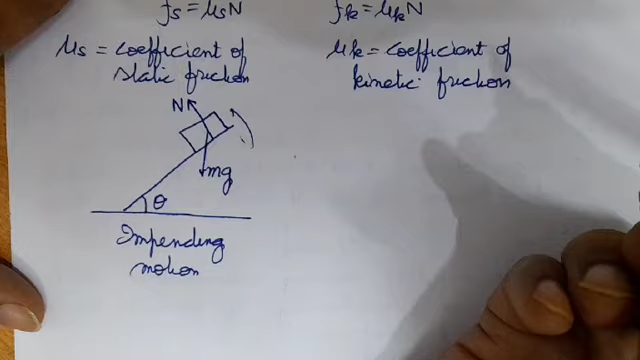 fs = μsN
fk = μkN
μs = coefficient of
static friction
μk = coefficient of
kinetic friction
N
mg
θ
Impending
motion